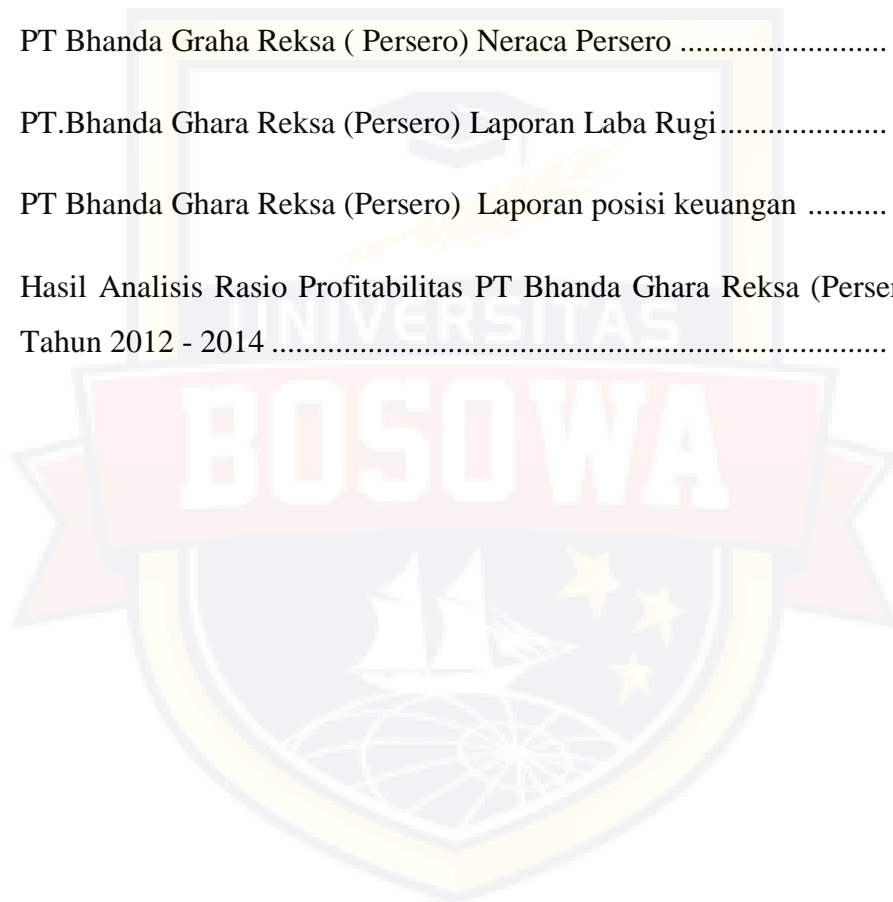 PT Bhanda Graha Reksa ( Persero) Neraca Persero ..........................
PT.Bhanda Ghara Reksa (Persero) Laporan Laba Rugi.....................
PT Bhanda Ghara Reksa (Persero)  Laporan posisi keuangan ..........
Hasil Analisis Rasio Profitabilitas PT Bhanda Ghara Reksa (Perser
Tahun 2012 - 2014 .............................................................................
UNIVERSITAS
BOSOWA